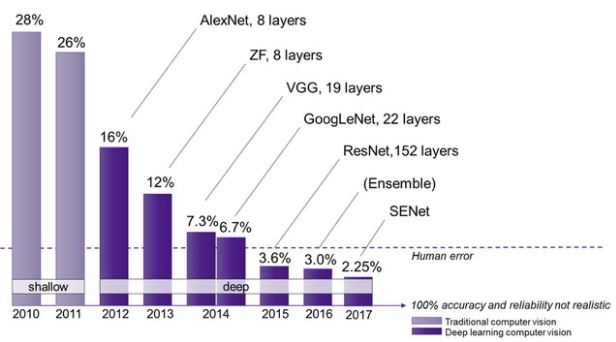 28%
26%
16%
12%
7.3%
6.7%
3.6%
3.0%
2.25%
AlexNet, 8 layers
ZF, 8 layers
VGG, 19 layers
GoogLeNet, 22 layers
ResNet,152 layers
(Ensemble)
SENet
Human error
shallow
deep
2010
2011
2012
2013
2014
2015
2016
2017
100% accuracy and reliability not realistic
Traditional computer vision
Deep learning computer vision